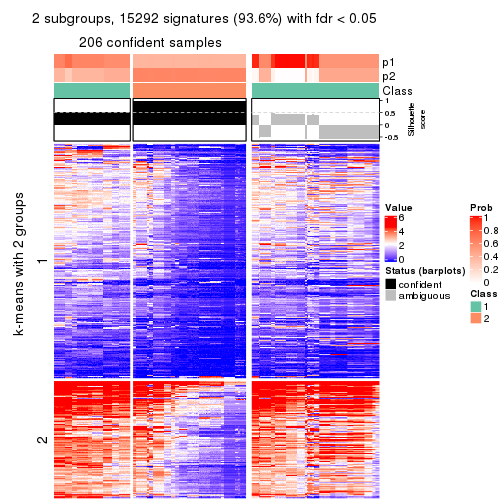 2 subgroups, 15292 signatures (93.6%) with fdr < 0.05
206 confident samples
p1
p2
Class
1
0.5
0
-0.5
Silhouette
score
k-means with 2 groups
1
2
Value
6
4
2
0
Status (barplots)
confident
ambiguous
Prob
1
0.8
0.6
0.4
0.2
0
Class
1
2